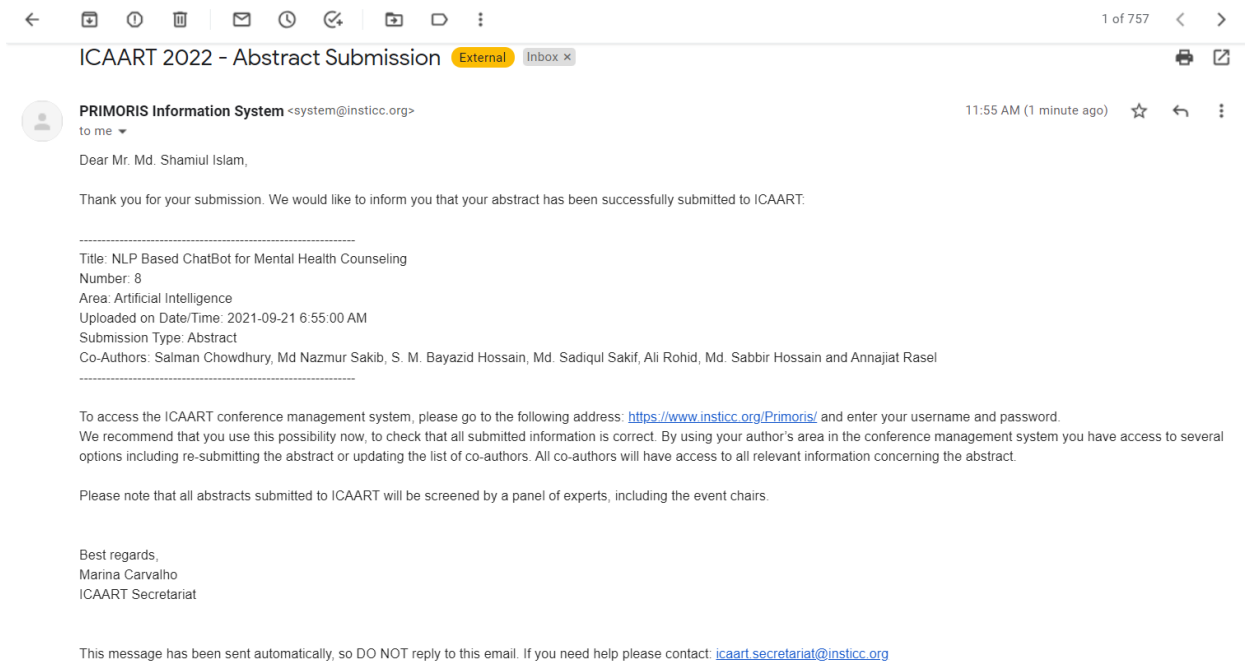 1 of 757
ICAART 2022 - Abstract Submission External Inbox ×
PRIMORIS Information System <system@insticc.org> 11:55 AM (1 minute ago)
to me
Dear Mr. Md. Shamiul Islam,
Thank you for your submission. We would like to inform you that your abstract has been successfully submitted to ICAART:
--------------------------------------------------------------
Title: NLP Based ChatBot for Mental Health Counseling
Number: 8
Area: Artificial Intelligence
Uploaded on Date/Time: 2021-09-21 6:55:00 AM
Submission Type: Abstract
Co-Authors: Salman Chowdhury, Md Nazmur Sakib, S. M. Bayazid Hossain, Md. Sadiqul Sakif, Ali Rohid, Md. Sabbir Hossain and Annajiat Rasel
--------------------------------------------------------------
To access the ICAART conference management system, please go to the following address: https://www.insticc.org/Primoris/ and enter your username and password.
We recommend that you use this possibility now, to check that all submitted information is correct. By using your author's area in the conference management system you have access to several
options including re-submitting the abstract or updating the list of co-authors. All co-authors will have access to all relevant information concerning the abstract.
Please note that all abstracts submitted to ICAART will be screened by a panel of experts, including the event chairs.
Best regards,
Marina Carvalho
ICAART Secretariat
This message has been sent automatically, so DO NOT reply to this email. If you need help please contact: icaart.secretariat@insticc.org